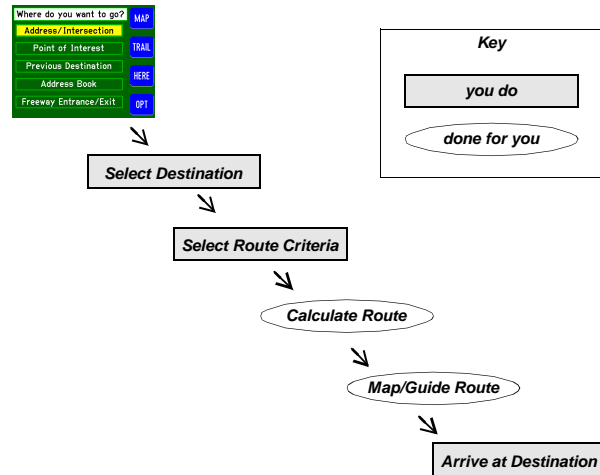 Where do you want to go?
MAP
Address/Intersection
Point of Interest
TRAIL
Previous Destination
HERE
Address Book
Freeway Entrance/Exit
OPT
Key
you do
done for you
Select Destination
Select Route Criteria
Calculate Route
Map/Guide Route
Arrive at Destination